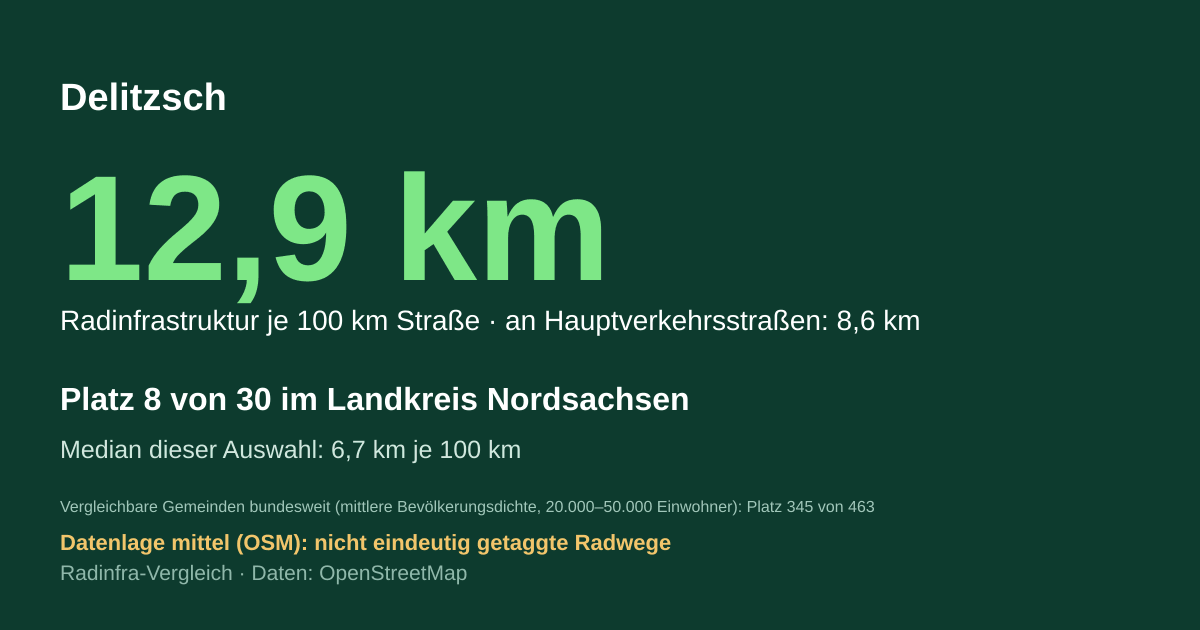 Delitzsch
12,9 km
Radinfrastruktur je 100 km Straße · an Hauptverkehrsstraßen: 8,6 km
Platz 8 von 30 im Landkreis Nordsachsen
Median dieser Auswahl: 6,7 km je 100 km
Vergleichbare Gemeinden bundesweit (mittlere Bevölkerungsdichte, 20.000–50.000 Einwohner): Platz 345 von 463
Datenlage mittel (OSM): nicht eindeutig getaggte Radwege
Radinfra-Vergleich · Daten: OpenStreetMap